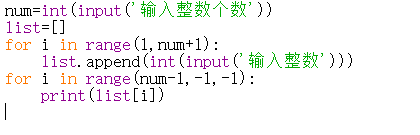 num=int(input('输入整数个数'))
list=[]
for i in range(1,num+1):
    list.append(int(input('输入整数')))
for i in range(num-1,-1,-1):
    print(list[i])